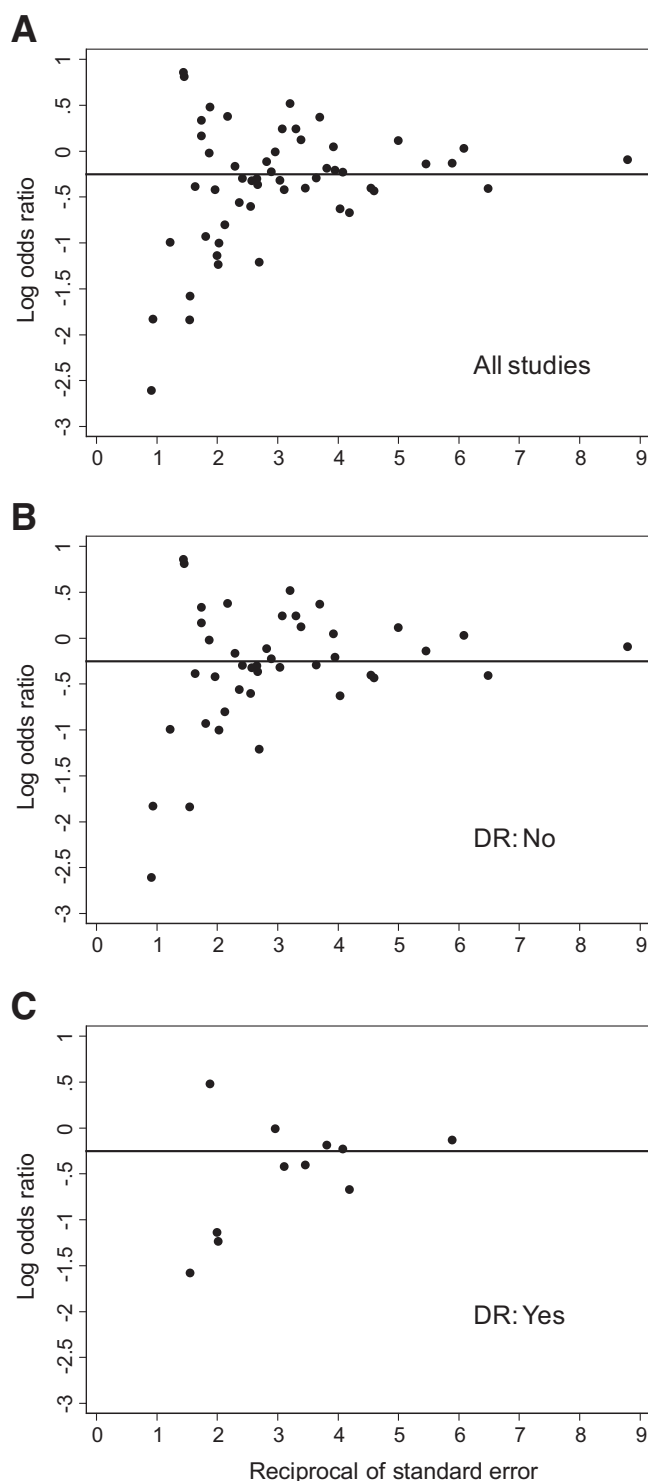 A
1
.5
0
-.5
-1
-1.5
-2
-2.5
-3
Log odds ratio
All studies
0 1 2 3 4 5 6 7 8 9
B
1
.5
0
-.5
-1
-1.5
-2
-2.5
-3
Log odds ratio
DR: No
0 1 2 3 4 5 6 7 8 9
C
1
.5
0
-.5
-1
-1.5
-2
-2.5
-3
Log odds ratio
DR: Yes
0 1 2 3 4 5 6 7 8 9
Reciprocal of standard error